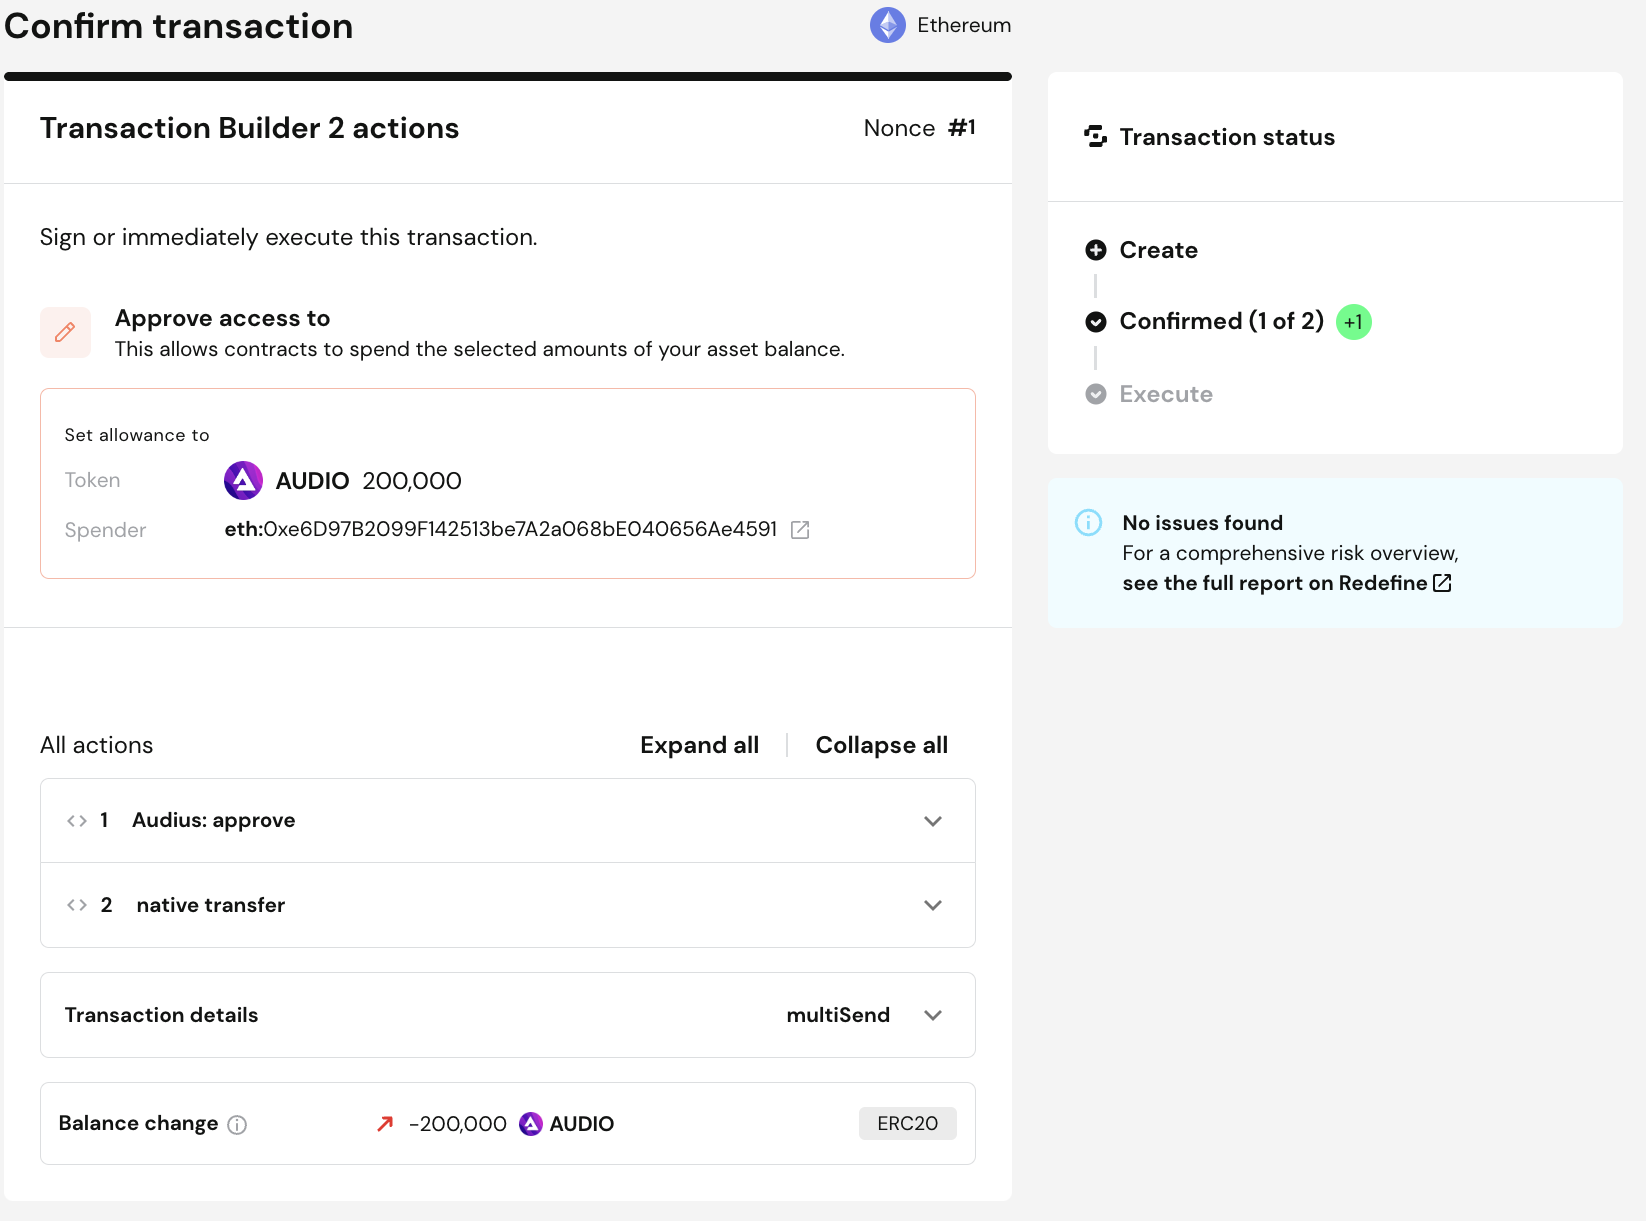 Confirm transaction
Ethereum
Transaction Builder 2 actions
Nonce #1
Sign or immediately execute this transaction.
Approve access to
This allows contracts to spend the selected amounts of your asset balance.
Set allowance to
Token AUDIO 200,000
Spender eth:0xe6D97B2099F142513be7A2a068bE040656Ae4591
All actions
Expand all
Collapse all
<> 1 Audius: approve
<> 2 native transfer
Transaction details multiSend
Balance change -200,000 AUDIO ERC20
Transaction status
Create
Confirmed (1 of 2) +1
Execute
No issues found
For a comprehensive risk overview,
see the full report on Redefine